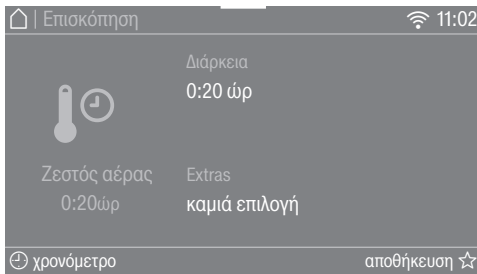 | Επισκόπηση
11:02
Διάρκεια
0:20 ώρ
Ζεστός αέρας
0:20ώρ
Extras
καμιά επιλογή
χρονόμετρο
αποθήκευση